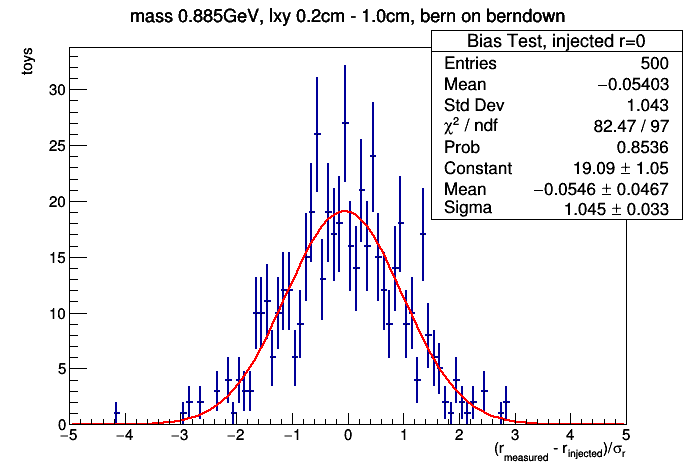 mass 0.885GeV, lxy 0.2cm - 1.0cm, bern on berndown
toys
Bias Test, injected r=0
Entries 500
Mean −0.05403
Std Dev 1.043
χ² / ndf 82.47 / 97
Prob 0.8536
Constant 19.09 ± 1.05
Mean −0.0546 ± 0.0467
Sigma 1.045 ± 0.033
30
25
20
15
10
5
0
−5 −4 −3 −2 −1 0 1 2 3 4 5
(r_measured - r_injected)/σ_r